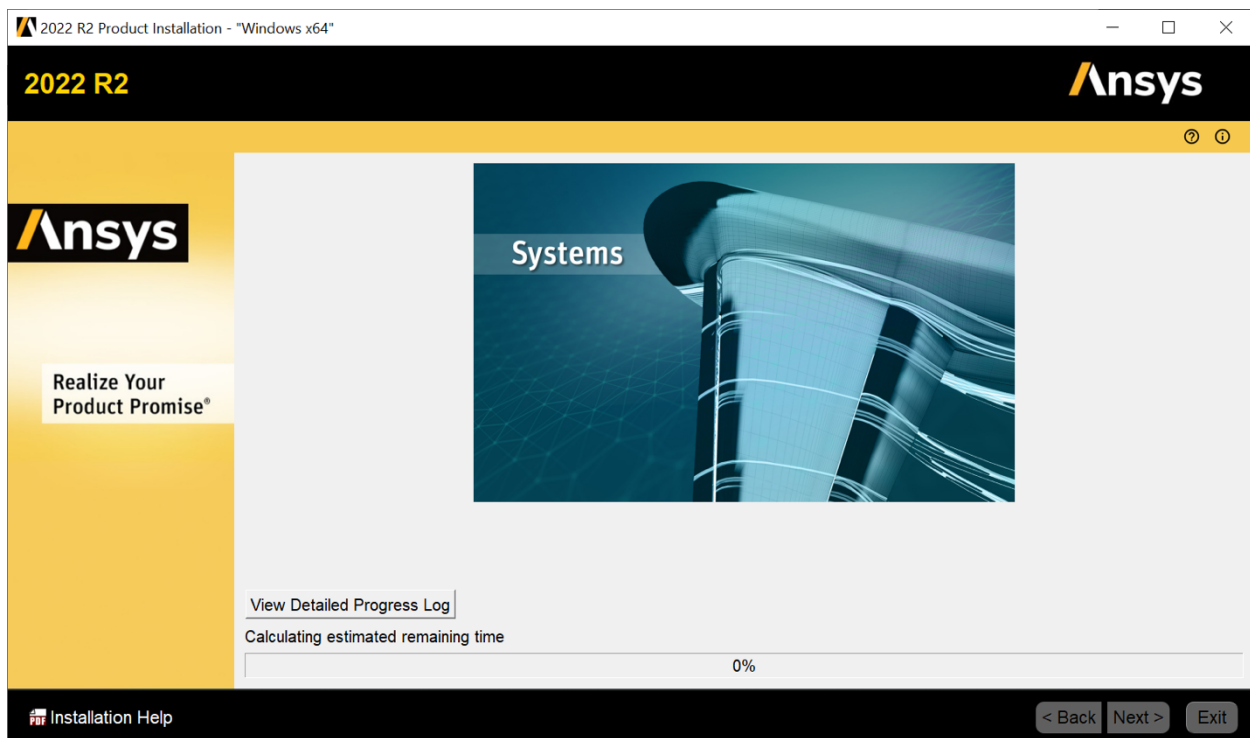 2022 R2 Product Installation - "Windows x64"
2022 R2
Ansys
Ansys
Systems
Realize Your
Product Promise®
View Detailed Progress Log
Calculating estimated remaining time
0%
PDF Installation Help
< Back Next > Exit